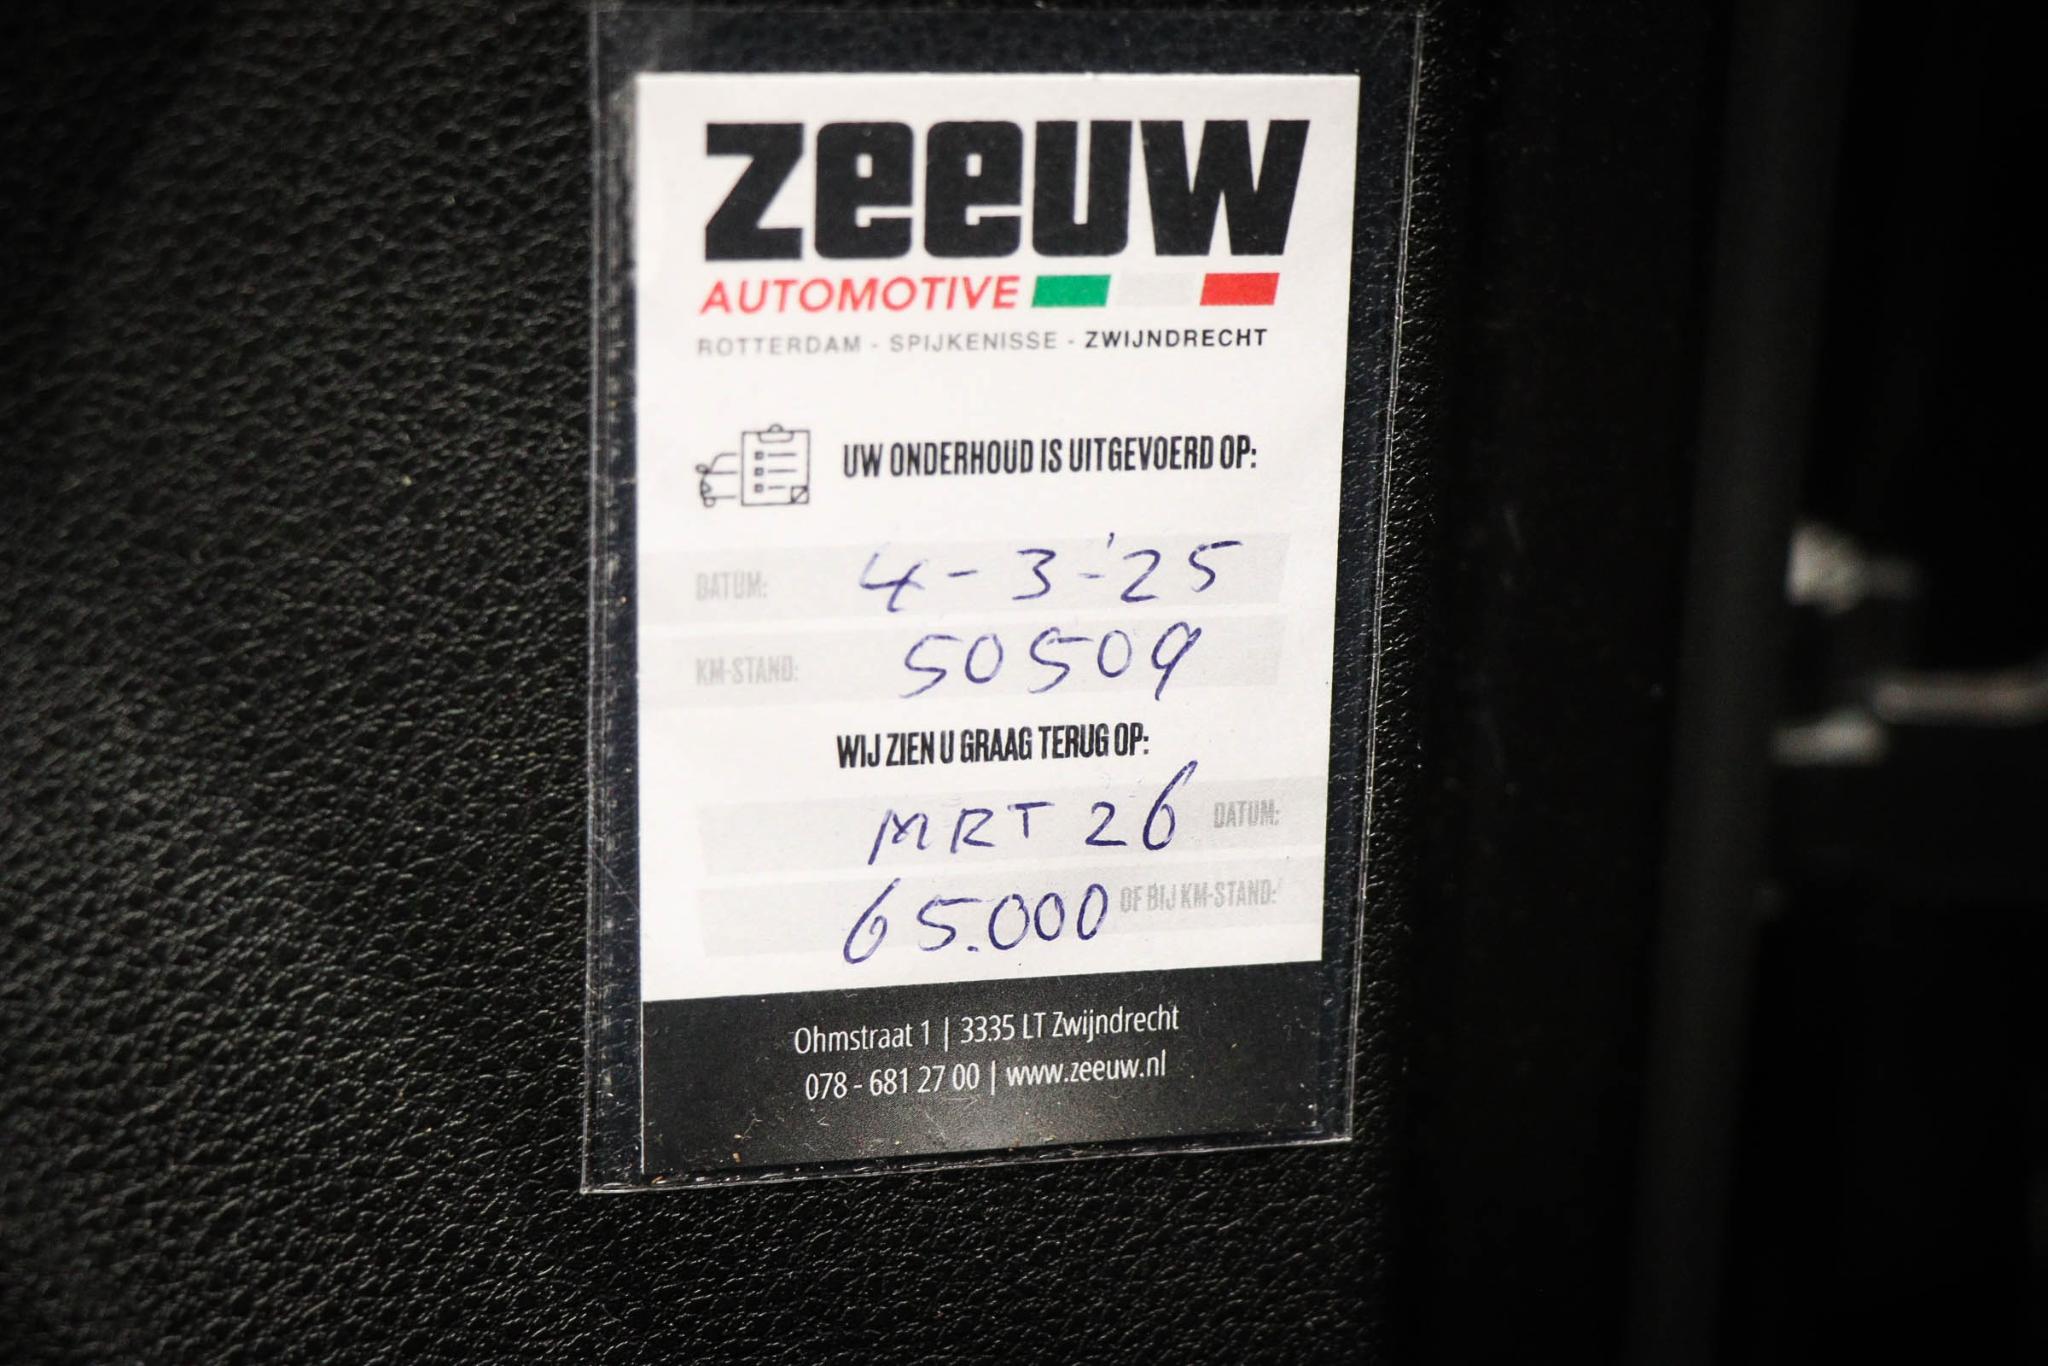 ZEEUW
AUTOMOTIVE
ROTTERDAM - SPIJKENISSE - ZWIJNDRECHT
UW ONDERHOUD IS UITGEVOERD OP:
DATUM: 4-3-'25
KM-STAND: 50509
WIJ ZIEN U GRAAG TERUG OP:
MRT 26 DATUM:
65.000 OF BIJ KM-STAND:
Ohmstraat 1 | 3335 LT Zwijndrecht
078 - 681 27 00 | www.zeeuw.nl